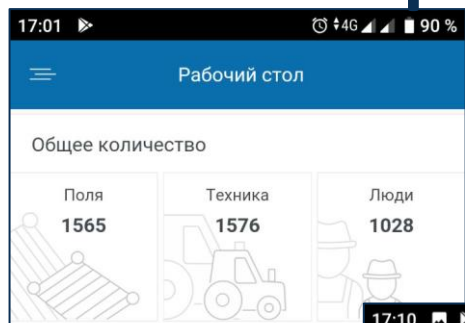 17:01 4G 90 %
Рабочий стол
Общее количество
Поля Техника Люди
1565 1576 1028
17:10